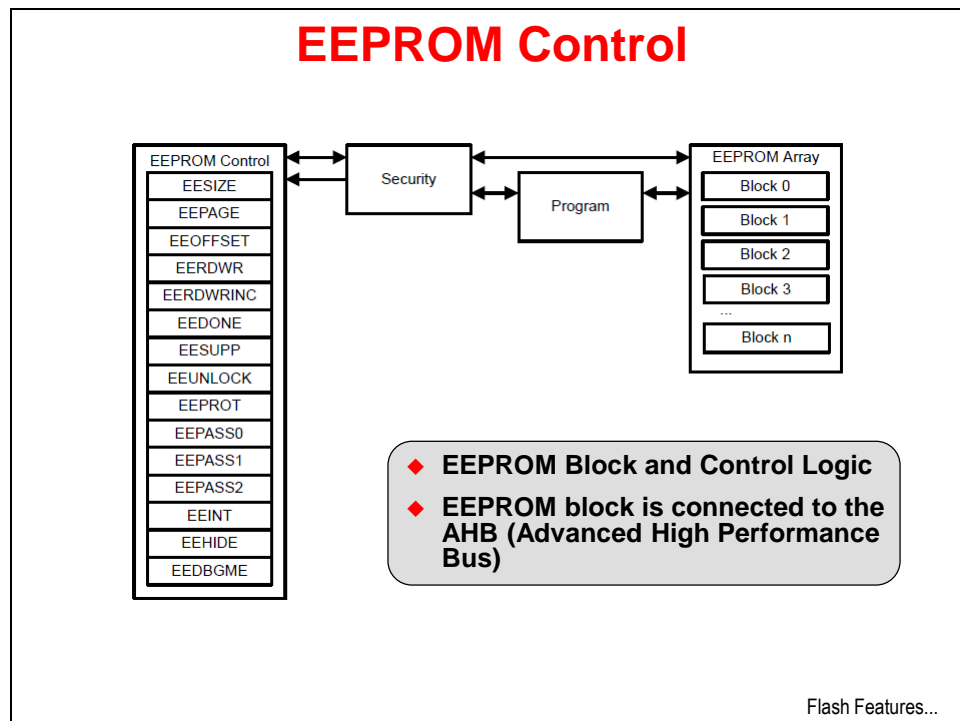 EEPROM Control
EEPROM Control
EESIZE
EEPAGE
EEOFFSET
EERDWR
EERDWRINC
EEDONE
EESUPP
EEUNLOCK
EEPROT
EEPASS0
EEPASS1
EEPASS2
EEINT
EEHIDE
EEDBGME
Security
Program
EEPROM Array
Block 0
Block 1
Block 2
Block 3
...
Block n
◆ EEPROM Block and Control Logic
◆ EEPROM block is connected to the
AHB (Advanced High Performance
Bus)
Flash Features...